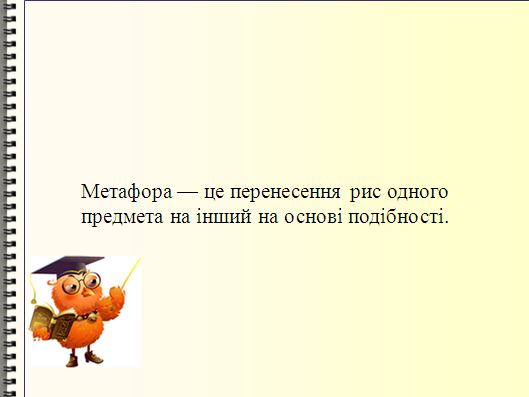 Метафора — це перенесення рис одного
предмета на інший на основі подібності.